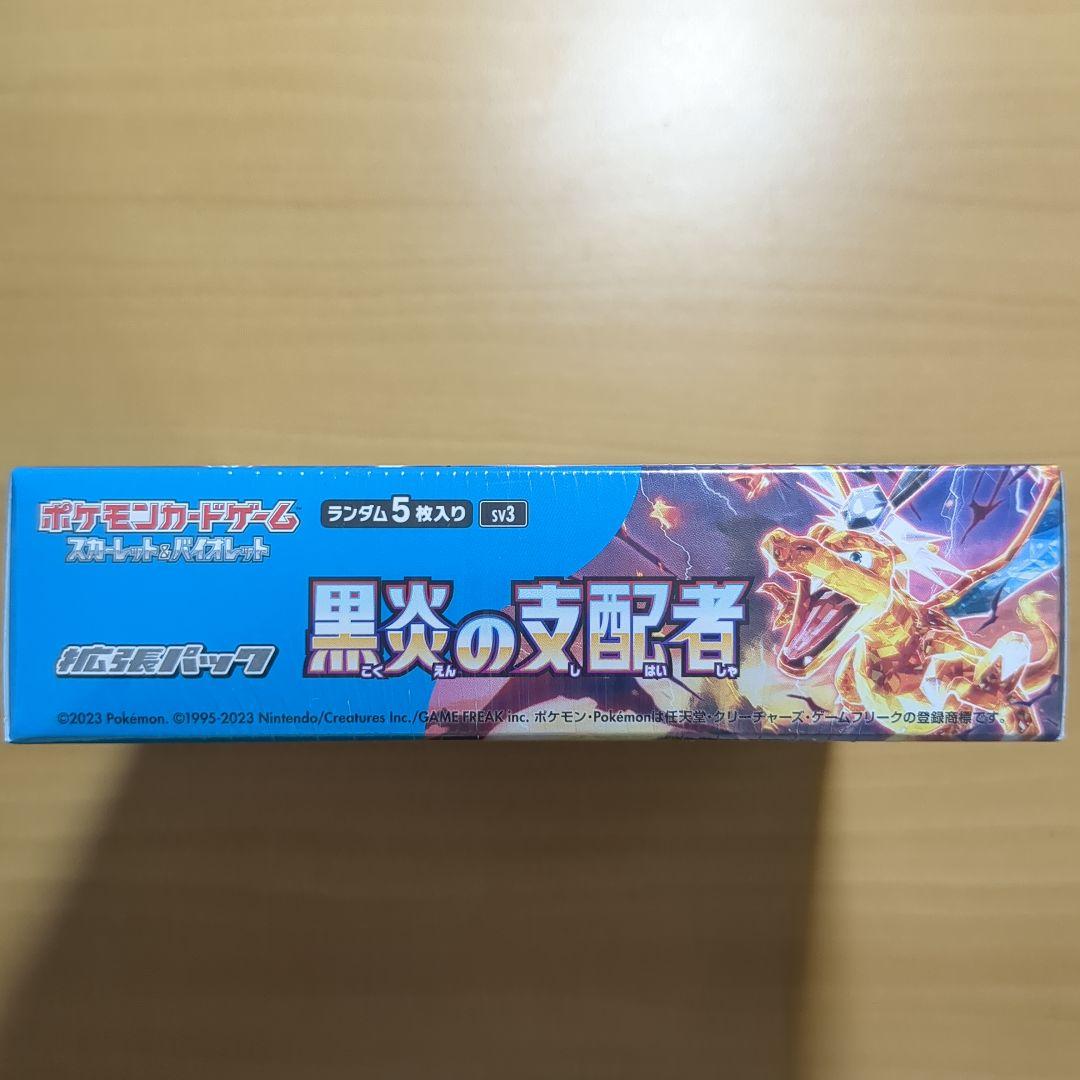 ポケモンカードゲーム
スカーレット&バイオレット
ランダム5枚入り SV3
黒炎の支配者
こく えん し はい しゃ
拡張パック
©2023 Pokémon. ©1995-2023 Nintendo/Creatures Inc./GAME FREAK inc. ポケモン・Pokémonは任天堂・クリーチャーズ・ゲームフリークの登録商標です。